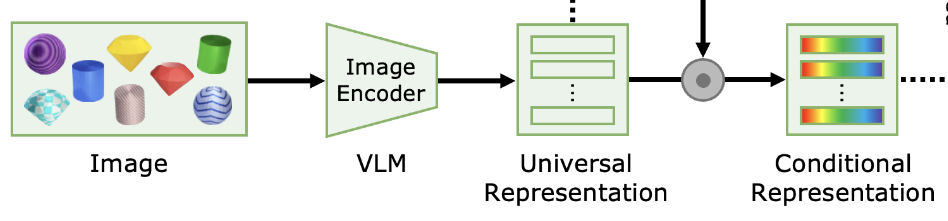 Image
Encoder
Image
VLM
Universal
Representation
Conditional
Representation